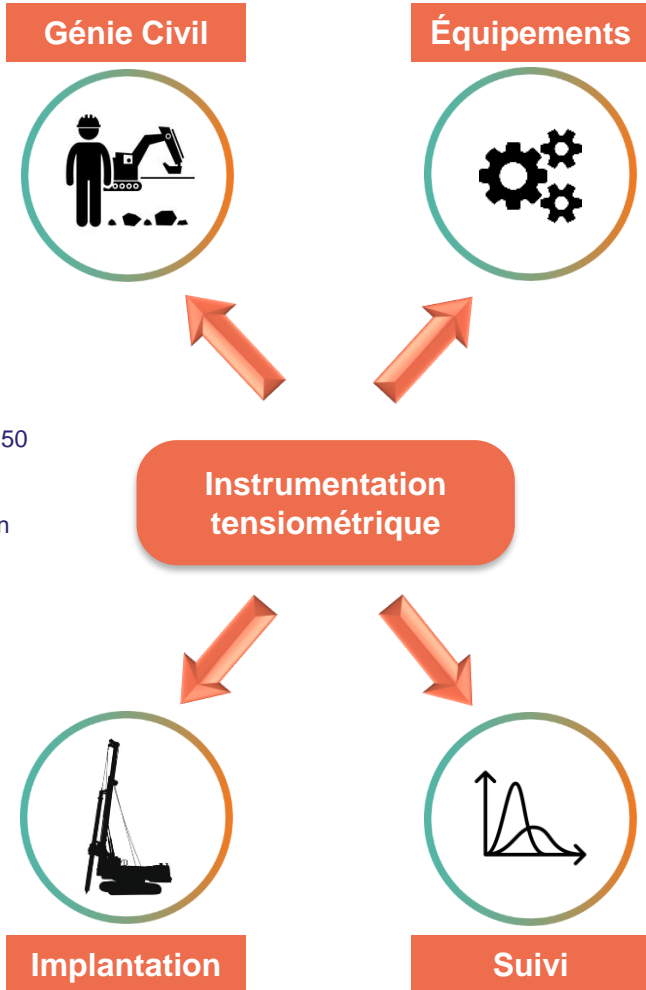 Génie Civil
Équipements
50
n
Instrumentation
tensiométrique
Implantation
Suivi